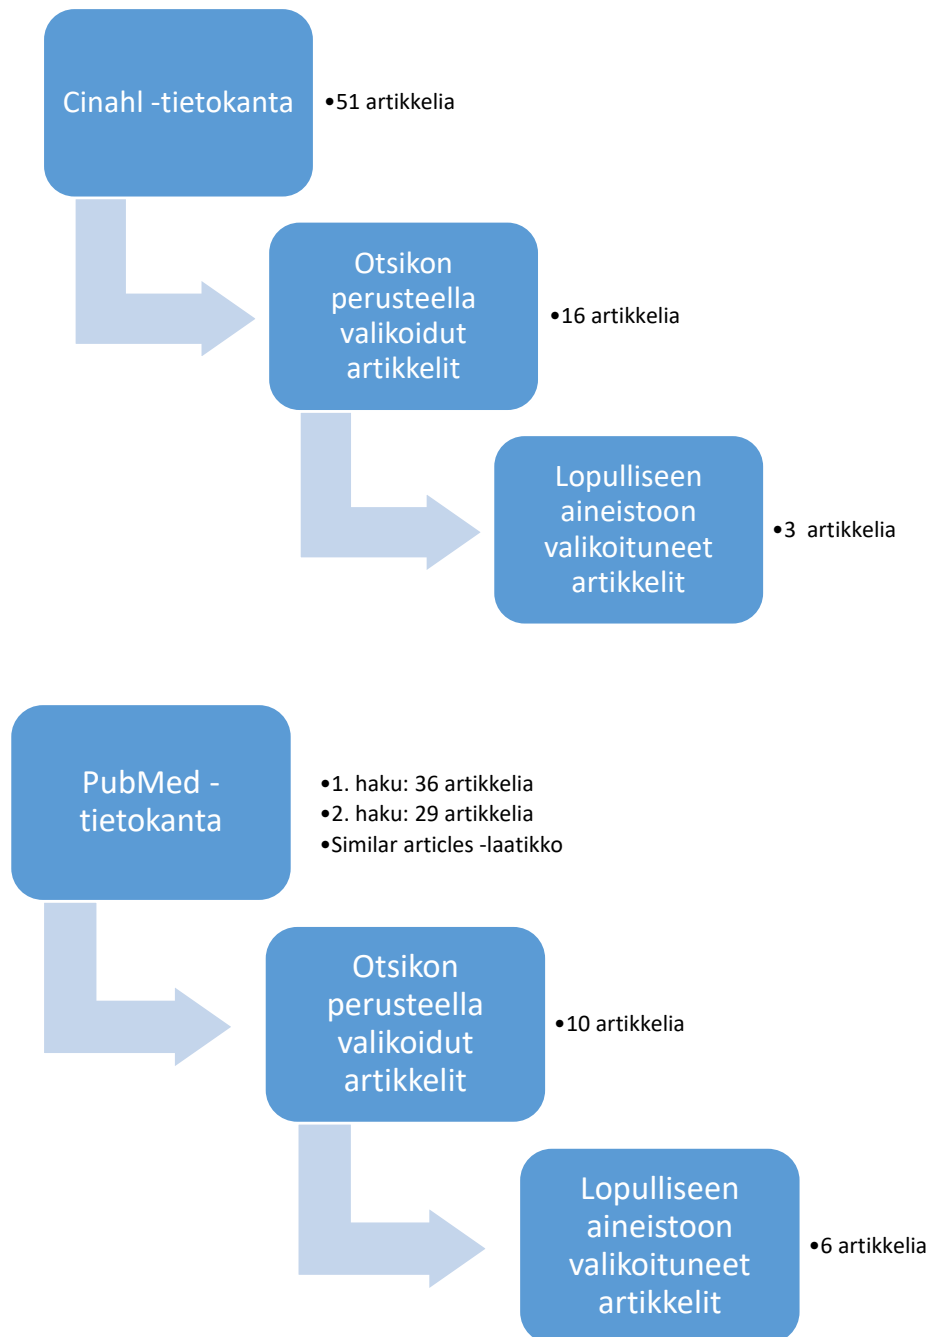 Cinahl -tietokanta
•51 artikkelia
Otsikon
perusteella
valikoidut
artikkelit
•16 artikkelia
Lopulliseen
aineistoon
valikoituneet
artikkelit
•3 artikkelia
PubMed -
tietokanta
•1. haku: 36 artikkelia
•2. haku: 29 artikkelia
•Similar articles -laatikko
Otsikon
perusteella
valikoidut
artikkelit
•10 artikkelia
Lopulliseen
aineistoon
valikoituneet
artikkelit
•6 artikkelia